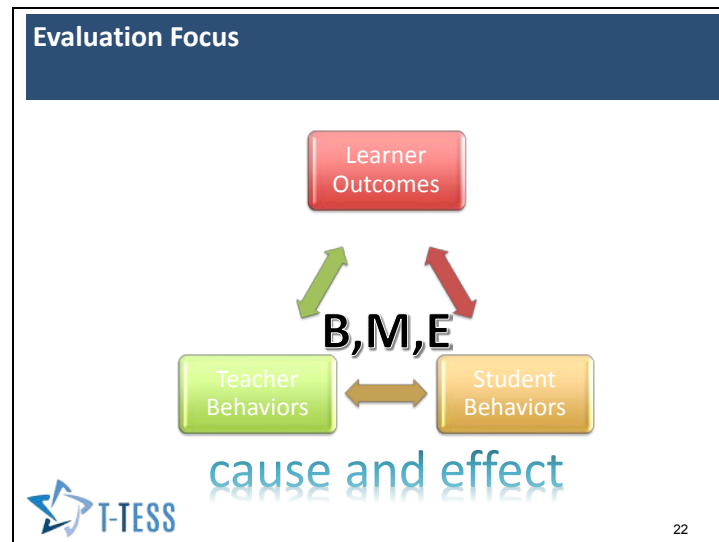 Evaluation Focus
Learner
Outcomes
B,M,E
Teacher
Behaviors
Student
Behaviors
cause and effect
T-TESS
22